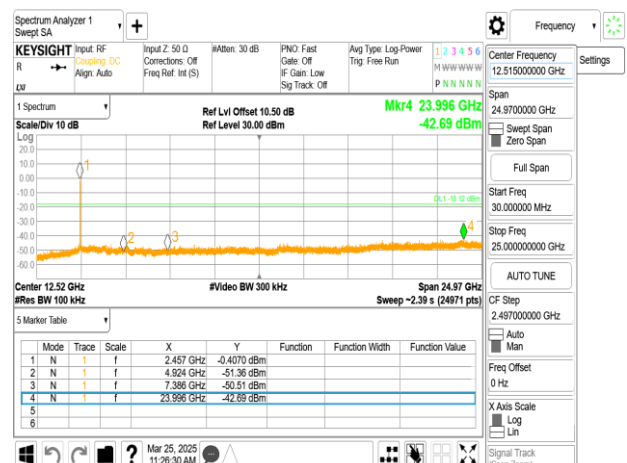 Spectrum Analyzer 1
Swept SA
Frequency
KEYSIGHT
Input: RF
Input Z: 50 Ω
#Atten: 30 dB
PNO: Fast
Avg Type: Log-Power
1 2 3 4 5 6
R
Coupling: DC
Corrections: Off
Gate: Off
Trig: Free Run
M W W W W W
Align: Auto
Freq Ref: Int (S)
IF Gain: Low
P N N N N N
Sig Track: Off
1 Spectrum
Ref Lvl Offset 10.50 dB
Mkr4 23.996 GHz
Scale/Div 10 dB
Ref Level 30.00 dBm
-42.69 dBm
Log
20.0
10.0
0.00
-10.0
-20.0
-30.0
-40.0
-50.0
-60.0
1
2
3
4
DL1 -18.12 dBm
Center 12.52 GHz
#Video BW 300 kHz
Span 24.97 GHz
#Res BW 100 kHz
Sweep ~2.39 s (24971 pts)
5 Marker Table
Mode Trace Scale X Y Function Function Width Function Value
1 N 1 f 2.457 GHz -0.4070 dBm
2 N 1 f 4.924 GHz -51.36 dBm
3 N 1 f 7.386 GHz -50.51 dBm
4 N 1 f 23.996 GHz -42.69 dBm
5
6
?
Mar 25, 2025
11:26:30 AM
Center Frequency
12.515000000 GHz
Settings
Span
24.9700000 GHz
Swept Span
Zero Span
Full Span
Start Freq
30.000000 MHz
Stop Freq
25.000000000 GHz
AUTO TUNE
CF Step
2.497000000 GHz
Auto
Man
Freq Offset
0 Hz
X Axis Scale
Log
Lin
Signal Track